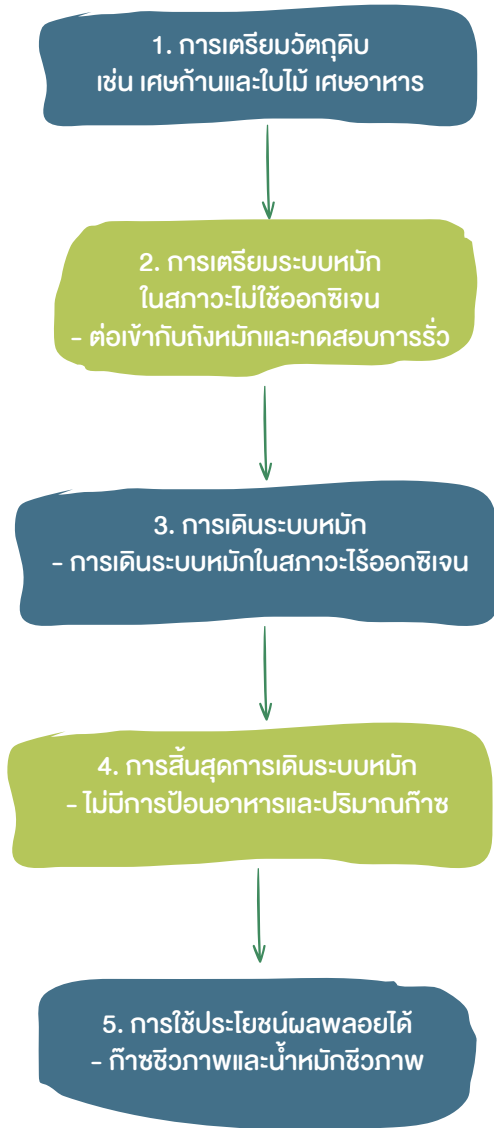 1. การเตรียมวัตถุดิบ
เช่น เศษก้านและใบไม้ เศษอาหาร
2. การเตรียมระบบหมัก
ในสภาวะไม่ใช้ออกซิเจน
- ต่อเข้ากับถังหมักและทดสอบการรั่ว
3. การเดินระบบหมัก
- การเดินระบบหมักในสภาวะไร้ออกซิเจน
4. การสิ้นสุดการเดินระบบหมัก
- ไม่มีการป้อนอาหารและปริมาณก๊าซ
5. การใช้ประโยชน์ผลพลอยได้
- ก๊าซชีวภาพและน้ำหมักชีวภาพ